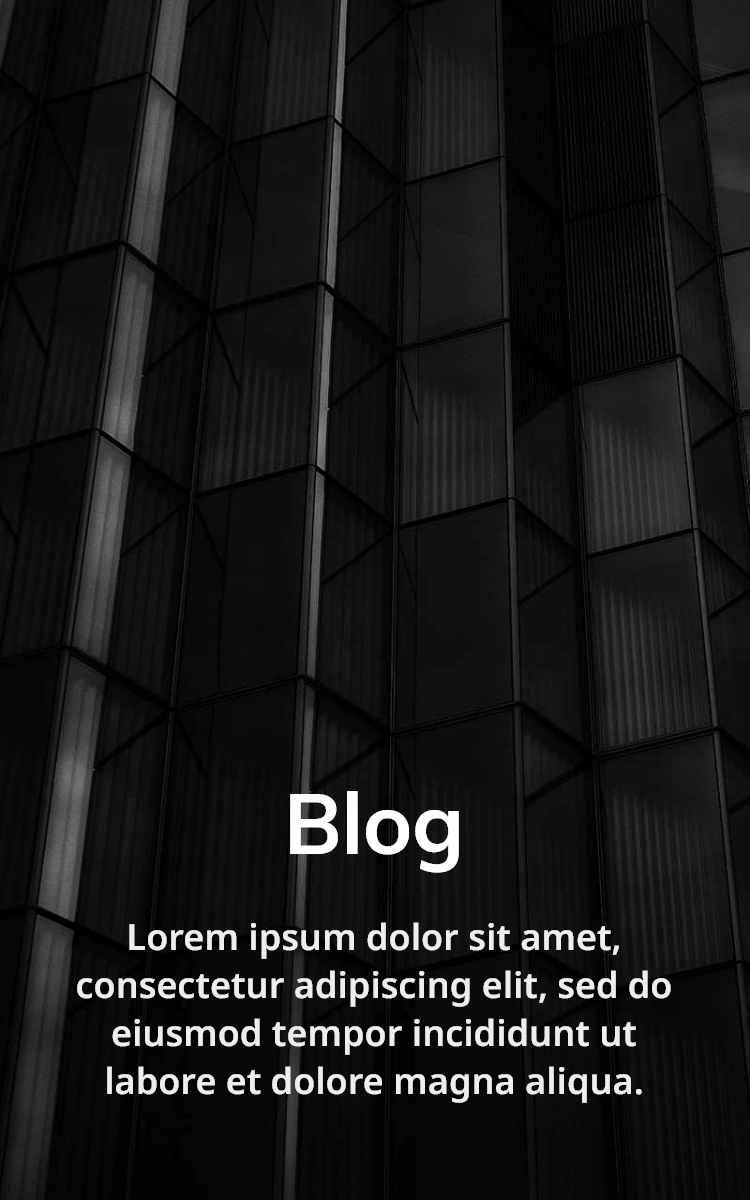 Blog
Lorem ipsum dolor sit amet,
consectetur adipiscing elit, sed do
eiusmod tempor incididunt ut
labore et dolore magna aliqua.